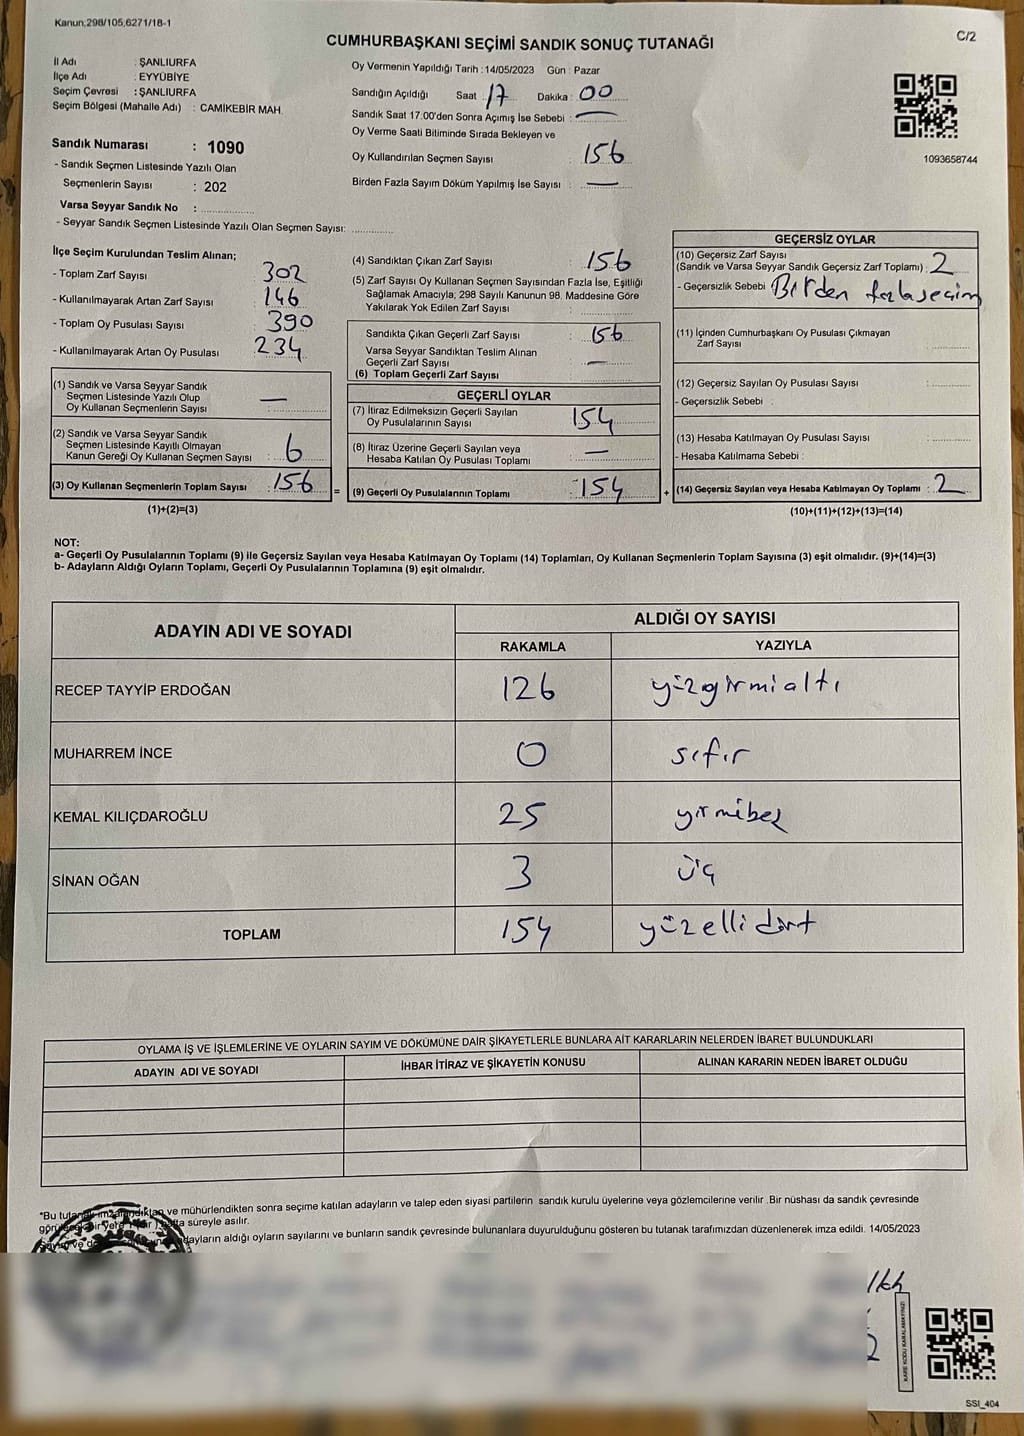 Kanun;298/105,6271/18-1
C/2
CUMHURBAŞKANI SEÇİMİ SANDIK SONUÇ TUTANAĞI
İl Adı : ŞANLIURFA
İlçe Adı : EYYÜBİYE
Seçim Çevresi : ŞANLIURFA
Seçim Bölgesi (Mahalle Adı) : CAMİKEBİR MAH.
Sandık Numarası : 1090
- Sandık Seçmen Listesinde Yazılı Olan
Seçmenlerin Sayısı : 202
Varsa Seyyar Sandık No :
- Seyyar Sandık Seçmen Listesinde Yazılı Olan Seçmen Sayısı:
Oy Vermenin Yapıldığı Tarih : 14/05/2023 Gün : Pazar
Sandığın Açıldığı Saat : 17 Dakika : 00
Sandık Saat 17:00'den Sonra Açımış İse Sebebi : —
Oy Verme Saati Bitiminde Sırada Bekleyen ve
Oy Kullandırılan Seçmen Sayısı : 156
Birden Fazla Sayım Döküm Yapılmış İse Sayısı : —
1093658744
İlçe Seçim Kurulundan Teslim Alınan;
- Toplam Zarf Sayısı 302
- Kullanılmayarak Artan Zarf Sayısı 146
- Toplam Oy Pusulası Sayısı 390
- Kullanılmayarak Artan Oy Pusulası 234
(1) Sandık ve Varsa Seyyar Sandık
Seçmen Listesinde Yazılı Olup
Oy Kullanan Seçmenlerin Sayısı —
(2) Sandık ve Varsa Seyyar Sandık
Seçmen Listesinde Kayıtlı Olmayan
Kanun Gereği Oy Kullanan Seçmen Sayısı : 6
(3) Oy Kullanan Seçmenlerin Toplam Sayısı : 156
(1)+(2)=(3)
=
(4) Sandıktan Çıkan Zarf Sayısı : 156
(5) Zarf Sayısı Oy Kullanan Seçmen Sayısından Fazla İse, Eşitliği
Sağlamak Amacıyla; 298 Sayılı Kanunun 98. Maddesine Göre
Yakılarak Yok Edilen Zarf Sayısı :
Sandıkta Çıkan Geçerli Zarf Sayısı : 156
Varsa Seyyar Sandıktan Teslim Alınan
Geçerli Zarf Sayısı : —
(6) Toplam Geçerli Zarf Sayısı
GEÇERLİ OYLAR
(7) İtiraz Edilmeksizin Geçerli Sayılan
Oy Pusulalarının Sayısı 154
(8) İtiraz Üzerine Geçerli Sayılan veya
Hesaba Katılan Oy Pusulası Toplamı : —
(9) Geçerli Oy Pusulalarının Toplamı : 154
+
GEÇERSİZ OYLAR
(10) Geçersiz Zarf Sayısı
(Sandık ve Varsa Seyyar Sandık Geçersiz Zarf Toplamı) : 2
- Geçersizlik Sebebi : Birden fazla seçim
(11) İçinden Cumhurbaşkanı Oy Pusulası Çıkmayan
Zarf Sayısı :
(12) Geçersiz Sayılan Oy Pusulası Sayısı :
- Geçersizlik Sebebi :
(13) Hesaba Katılmayan Oy Pusulası Sayısı :
- Hesaba Katılmama Sebebi :
(14) Geçersiz Sayılan veya Hesaba Katılmayan Oy Toplamı : 2
(10)+(11)+(12)+(13)=(14)
NOT:
a- Geçerli Oy Pusulalarının Toplamı (9) ile Geçersiz Sayılan veya Hesaba Katılmayan Oy Toplamı (14) Toplamları, Oy Kullanan Seçmenlerin Toplam Sayısına (3) eşit olmalıdır. (9)+(14)=(3)
b- Adayların Aldığı Oyların Toplamı, Geçerli Oy Pusulalarının Toplamına (9) eşit olmalıdır.
ADAYIN ADI VE SOYADI ALDIĞI OY SAYISI
RAKAMLA YAZIYLA
RECEP TAYYİP ERDOĞAN 126 yüzgirmialtı
MUHARREM İNCE 0 sıfır
KEMAL KILIÇDAROĞLU 25 yirmibeş
SİNAN OĞAN 3 üç
TOPLAM 154 yüzellidört
OYLAMA İŞ VE İŞLEMLERİNE VE OYLARIN SAYIM VE DÖKÜMÜNE DAİR ŞİKAYETLERLE BUNLARA AİT KARARLARIN NELERDEN İBARET BULUNDUKLARI
ADAYIN ADI VE SOYADI İHBAR İTİRAZ VE ŞİKAYETİN KONUSU ALINAN KARARIN NEDEN İBARET OLDUĞU
*Bu tutanak imzalandıktan ve mühürlendikten sonra seçime katılan adayların ve talep eden siyasi partilerin sandık kurulu üyelerine veya gözlemcilerine verilir .Bir nüshası da sandık çevresinde
bir yere hafta süreyle asılır.
adayların aldığı oyların sayılarını ve bunların sandık çevresinde bulunanlara duyurulduğunu gösteren bu tutanak tarafımızdan düzenlenerek imza edildi. 14/05/2023
KARE KODU KARALAMAYINIZ!
SSI_404